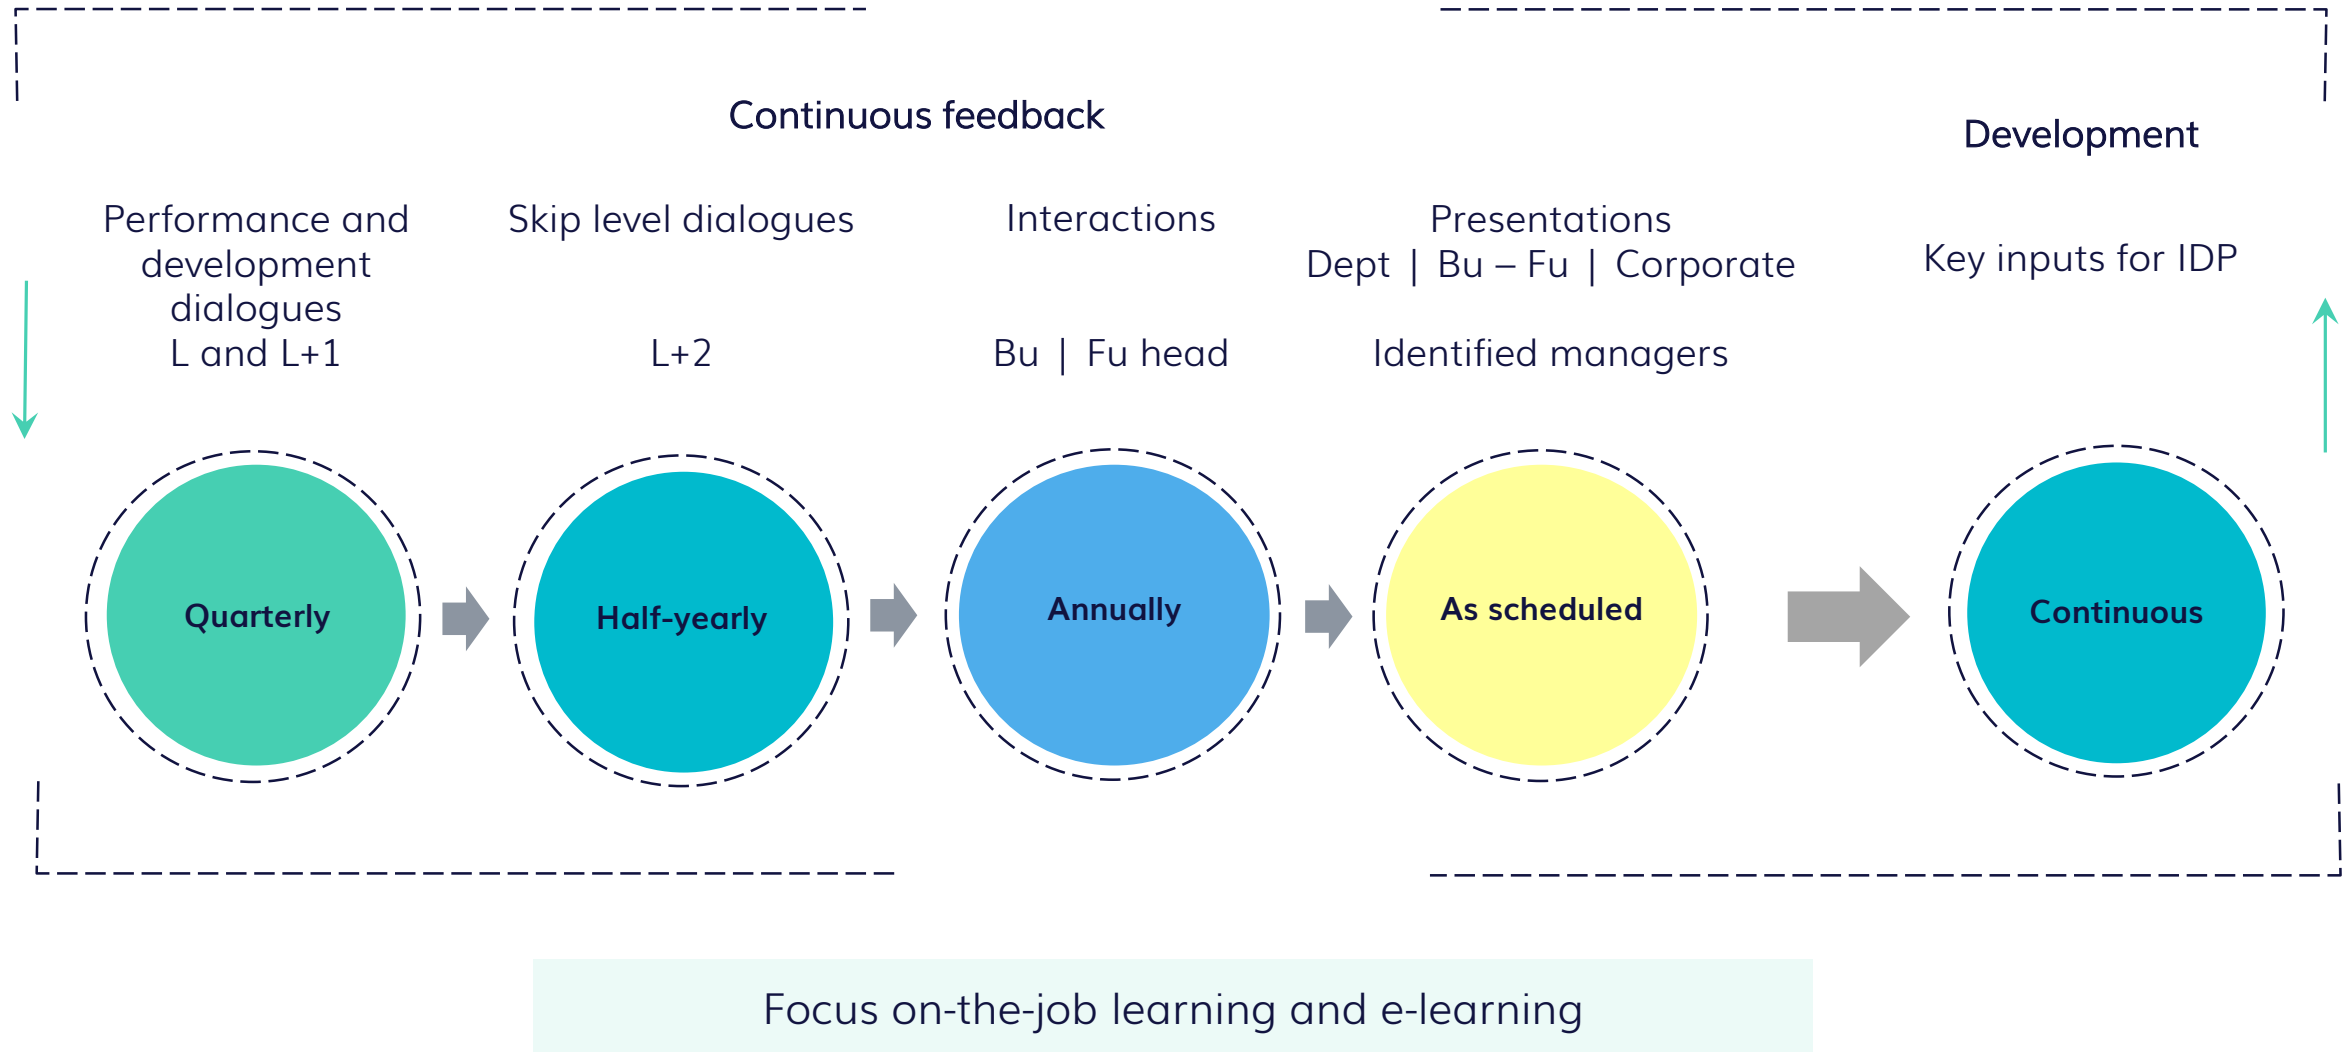 Continuous feedback
Development
Performance and
development
dialogues
L and L+1
Skip level dialogues
L+2
Interactions
Bu | Fu head
Presentations
Dept | Bu – Fu | Corporate
Identified managers
Key inputs for IDP
Quarterly
Half-yearly
Annually
As scheduled
Continuous
Focus on-the-job learning and e-learning